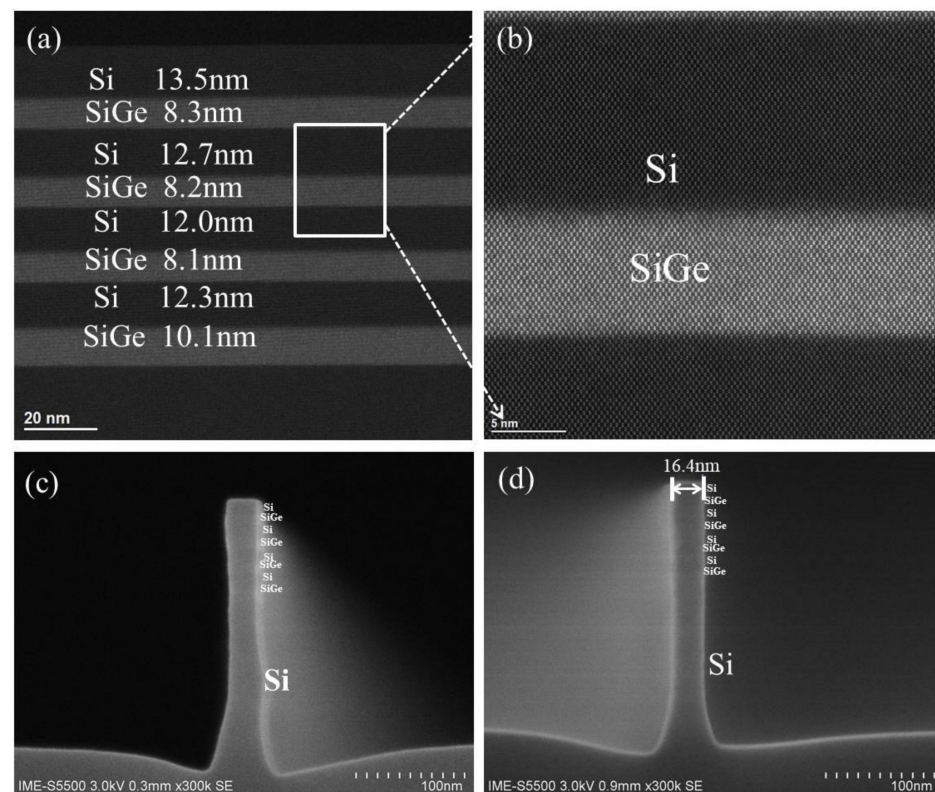 (a)
Si 13.5nm
SiGe 8.3nm
Si 12.7nm
SiGe 8.2nm
Si 12.0nm
SiGe 8.1nm
Si 12.3nm
SiGe 10.1nm
20 nm
(b)
Si
SiGe
5 nm
(c)
Si
SiGe
Si
SiGe
Si
SiGe
Si
SiGe
Si
IME-S5500 3.0kV 0.3mm x300k SE
100nm
(d)
16.4nm
Si
SiGe
Si
SiGe
Si
SiGe
Si
SiGe
Si
IME-S5500 3.0kV 0.9mm x300k SE
100nm